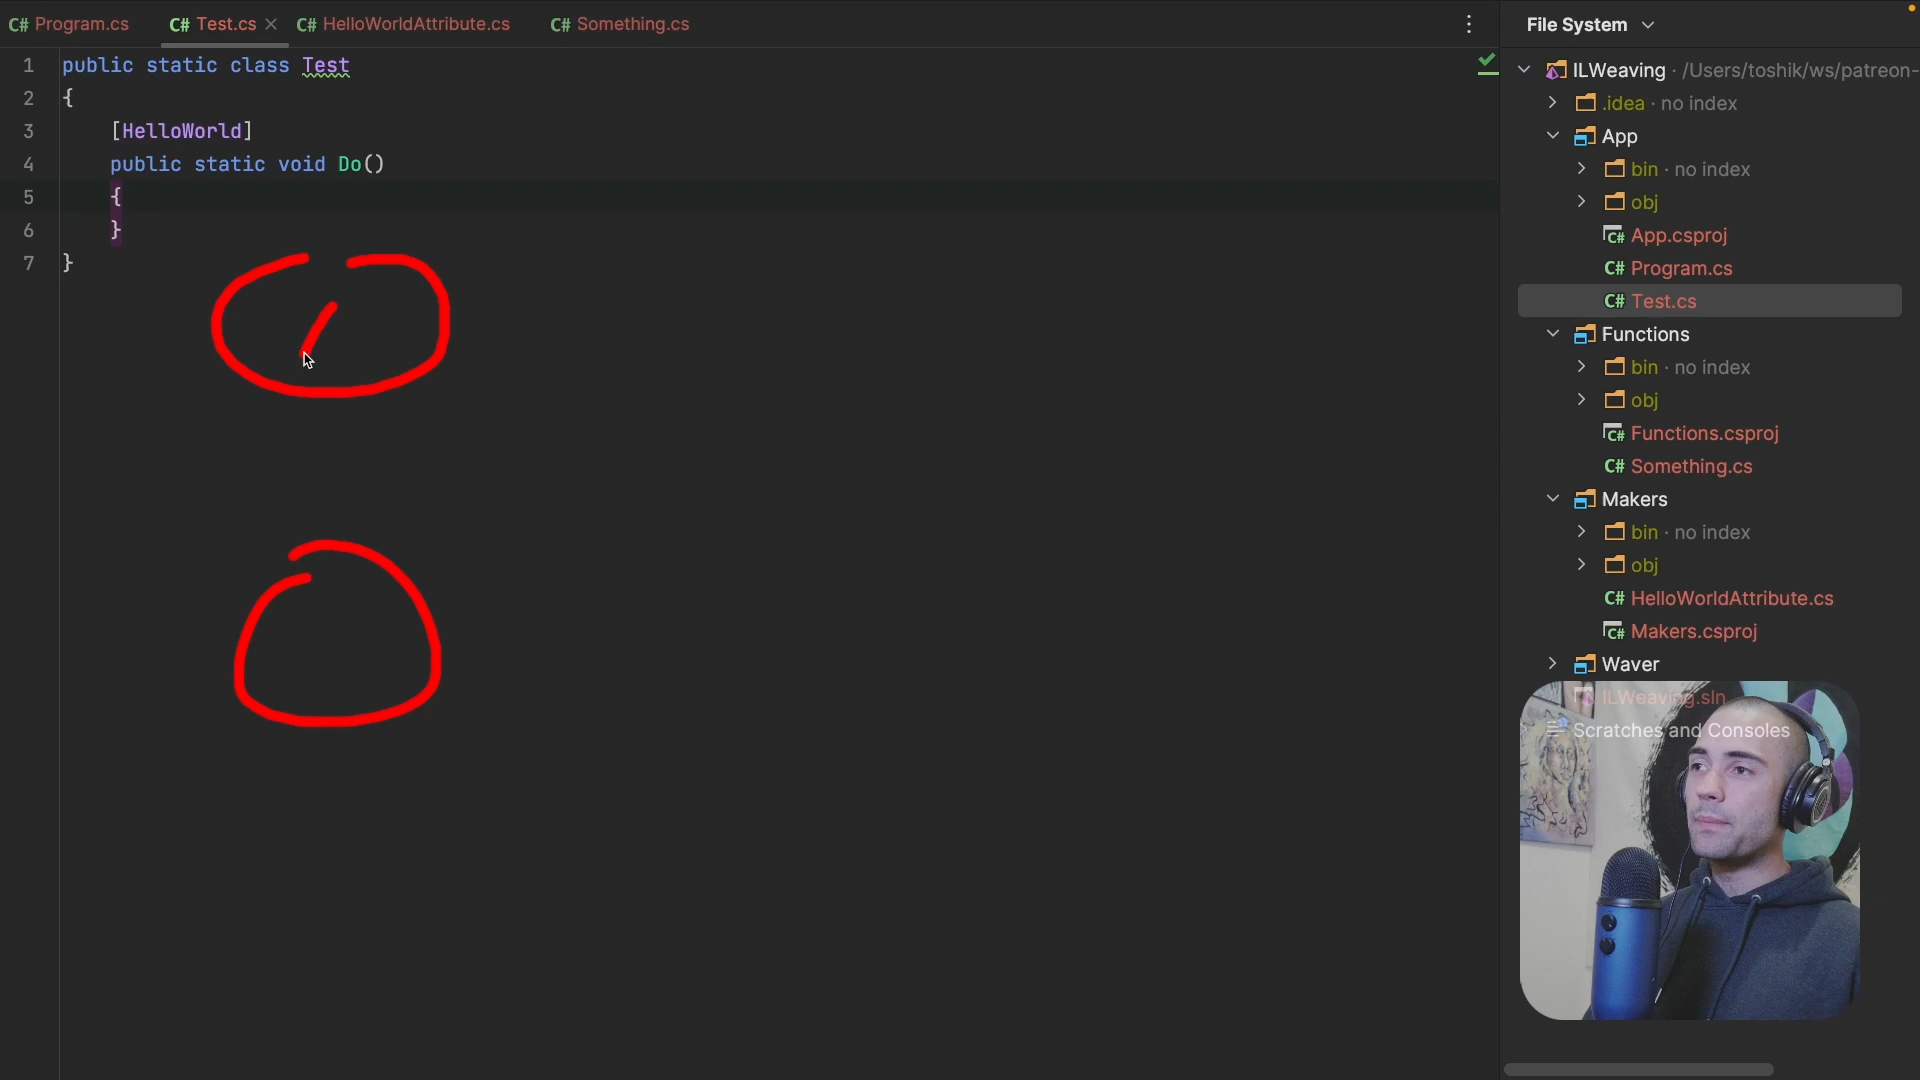 C# Program.cs
C# Test.cs
C# HelloWorldAttribute.cs
C# Something.cs
File System
1 public static class Test
2 {
3 [HelloWorld]
4 public static void Do()
5 {
6 }
7 }
ILWeaving · /Users/toshik/ws/patreon-
.idea · no index
App
bin · no index
obj
C# App.csproj
C# Program.cs
C# Test.cs
Functions
bin · no index
obj
C# Functions.csproj
C# Something.cs
Makers
bin · no index
obj
C# HelloWorldAttribute.cs
C# Makers.csproj
Waver
ILWeaving.sln
Scratches and Consoles